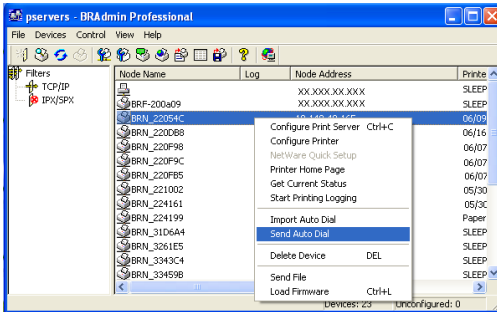 pservers - BRAdmin Professional
File Devices Control View Help
Filters
TCP/IP
IPX/SPX
Node Name Log Node Address Printe
XX.XXX.XX.XXX SLEEP
BRF-200a09 XX.XXX.XX.XXX SLEEP
BRN_22054C 06/09
BRN_220DB8 06/16
BRN_220F98 06/07
BRN_220F9C 06/07
BRN_220FB5 06/07
BRN_221002 05/30
BRN_224161 05/30
BRN_224199 Paper
BRN_31D6A4 SLEEP
BRN_3261E5 SLEEP
BRN_3343C4 SLEEP
BRN_33459B SLEEP
Configure Print Server Ctrl+C
Configure Printer
NetWare Quick Setup
Printer Home Page
Get Current Status
Start Printing Logging
Import Auto Dial
Send Auto Dial
Delete Device DEL
Send File
Load Firmware Ctrl+L
Devices: 23 Unconfigured: 0